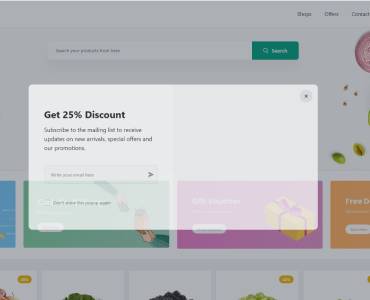 Shops Offers Contact
Search your products from here
Search
Get 25% Discount
Subscribe to the mailing list to receive
updates on new arrivals, special offers and
our promotions.
Write your email here
Don't show this popup again
Gift Voucher
Free De